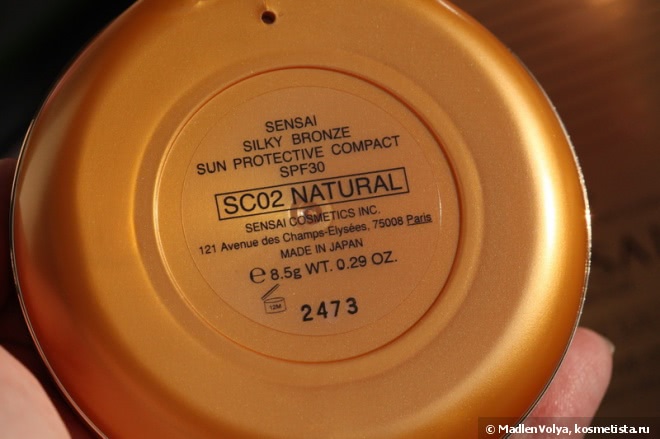 SENSAI
SILKY BRONZE
SUN PROTECTIVE COMPACT
SPF30
SC02 NATURAL
SENSAI COSMETICS INC.
121 Avenue des Champs-Elysées, 75008 Paris
MADE IN JAPAN
℮ 8.5g WT. 0.29 OZ.
12M
2473
© MadlenVolya, kosmetista.ru